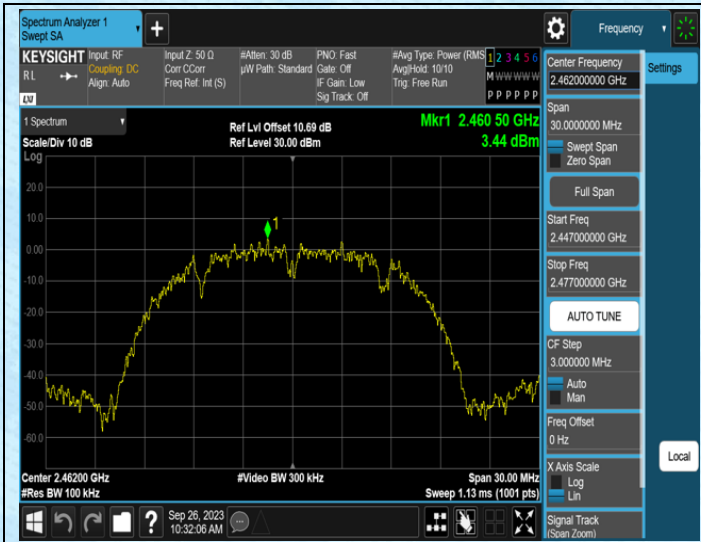 Spectrum Analyzer 1
Swept SA
Frequency
KEYSIGHT
RL
LXI
Input: RF
Coupling: DC
Align: Auto
Input Z: 50 Ω
Corr CCorr
Freq Ref: Int (S)
#Atten: 30 dB
µW Path: Standard
PNO: Fast
Gate: Off
IF Gain: Low
Sig Track: Off
#Avg Type: Power (RMS
Avg|Hold: 10/10
Trig: Free Run
1 2 3 4 5 6
M W W W W W
P P P P P P
1 Spectrum
Scale/Div 10 dB
Log
Ref Lvl Offset 10.69 dB
Ref Level 30.00 dBm
Mkr1 2.460 50 GHz
3.44 dBm
1
20.0
10.0
0.00
-10.0
-20.0
-30.0
-40.0
-50.0
-60.0
Center 2.46200 GHz
#Res BW 100 kHz
#Video BW 300 kHz
Span 30.00 MHz
Sweep 1.13 ms (1001 pts)
Sep 26, 2023
10:32:06 AM
?
Center Frequency
2.462000000 GHz
Settings
Span
30.0000000 MHz
Swept Span
Zero Span
Full Span
Start Freq
2.447000000 GHz
Stop Freq
2.477000000 GHz
AUTO TUNE
CF Step
3.000000 MHz
Auto
Man
Freq Offset
0 Hz
X Axis Scale
Log
Lin
Local
Signal Track
(Span Zoom)